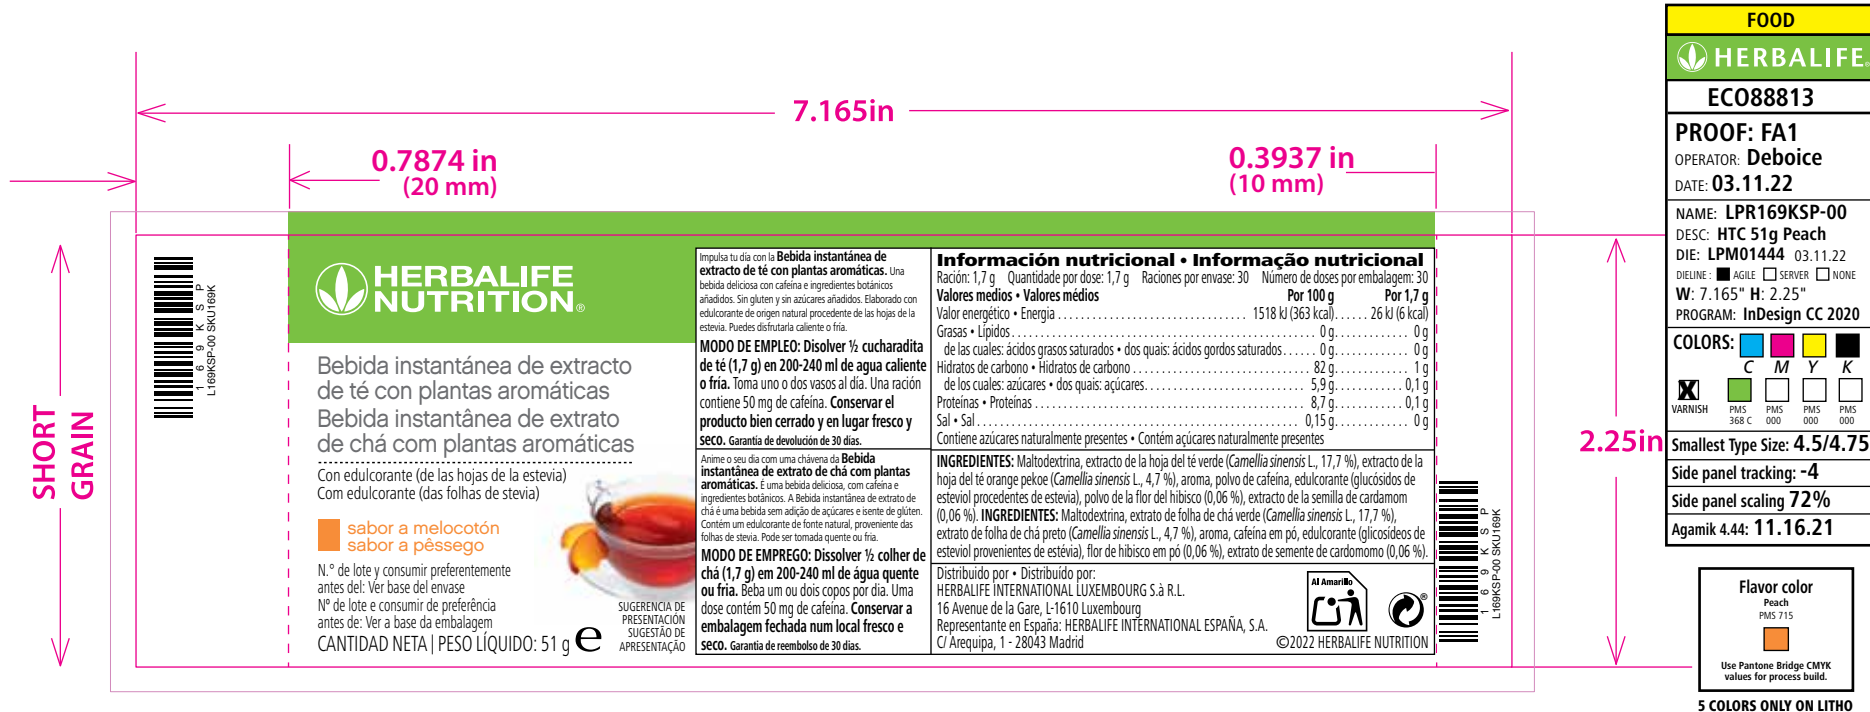 7.165in
0.7874 in
(20 mm)
0.3937 in
(10 mm)
SHORT
GRAIN
2.25in
169KSP
L169KSP-00 SKU169K
HERBALIFE
NUTRITION®
Bebida instantánea de extracto
de té con plantas aromáticas
Bebida instantânea de extrato
de chá com plantas aromáticas
Con edulcorante (de las hojas de la estevia)
Com edulcorante (das folhas de stevia)
sabor a melocotón
sabor a pêssego
N.° de lote y consumir preferentemente
antes del: Ver base del envase
Nº de lote e consumir de preferência
antes de: Ver a base da embalagem
CANTIDAD NETA | PESO LÍQUIDO: 51 g ℮
SUGERENCIA DE
PRESENTACIÓN
SUGESTÃO DE
APRESENTAÇÃO
Impulsa tu día con la Bebida instantánea de
extracto de té con plantas aromáticas. Una
bebida deliciosa con cafeína e ingredientes botánicos
añadidos. Sin gluten y sin azúcares añadidos. Elaborado con
edulcorante de origen natural procedente de las hojas de la
estevia. Puedes disfrutarla caliente o fría.
MODO DE EMPLEO: Disolver ½ cucharadita
de té (1,7 g) en 200-240 ml de agua caliente
o fría. Toma uno o dos vasos al día. Una ración
contiene 50 mg de cafeína. Conservar el
producto bien cerrado y en lugar fresco y
seco. Garantía de devolución de 30 días.
Anime o seu dia com uma chávena da Bebida
instantânea de extrato de chá com plantas
aromáticas. É uma bebida deliciosa, com cafeína e
ingredientes botânicos. A Bebida instantânea de extrato de
chá é uma bebida sem adição de açúcares e isente de glúten.
Contém um edulcorante de fonte natural, proveniente das
folhas de stevia. Pode ser tomada quente ou fria.
MODO DE EMPREGO: Dissolver ½ colher de
chá (1,7 g) em 200-240 ml de água quente
ou fria. Beba um ou dois copos por dia. Uma
dose contém 50 mg de cafeína. Conservar a
embalagem fechada num local fresco e
seco. Garantia de reembolso de 30 dias.
Información nutricional • Informação nutricional
Ración: 1,7 g Quantidade por dose: 1,7 g Raciones por envase: 30 Número de doses por embalagem: 30
Valores medios • Valores médios Por 100 g Por 1,7 g
Valor energético • Energia 1518 kJ (363 kcal) 26 kJ (6 kcal)
Grasas • Lípidos 0 g 0 g
de las cuales: ácidos grasos saturados • dos quais: ácidos gordos saturados 0 g 0 g
Hidratos de carbono • Hidratos de carbono 82 g 1 g
de los cuales: azúcares • dos quais: açúcares 5,9 g 0,1 g
Proteínas • Proteínas 8,7 g 0,1 g
Sal • Sal 0,15 g 0 g
Contiene azúcares naturalmente presentes • Contém açúcares naturalmente presentes
INGREDIENTES: Maltodextrina, extracto de la hoja del té verde (Camellia sinensis L., 17,7 %), extracto de la
hoja del té orange pekoe (Camellia sinensis L., 4,7 %), aroma, polvo de cafeína, edulcorante (glucósidos de
esteviol procedentes de estevia), polvo de la flor del hibisco (0,06 %), extracto de la semilla de cardamom
(0,06 %). INGREDIENTES: Maltodextrina, extrato de folha de chá verde (Camellia sinensis L., 17,7 %),
extrato de folha de chá preto (Camellia sinensis L., 4,7 %), aroma, cafeína em pó, edulcorante (glicosídeos de
esteviol provenientes de estévia), flor de hibisco em pó (0,06 %), extrato de semente de cardomomo (0,06 %).
Distribuido por • Distribuído por:
HERBALIFE INTERNATIONAL LUXEMBOURG S.à R.L.
16 Avenue de la Gare, L-1610 Luxembourg
Representante en España: HERBALIFE INTERNATIONAL ESPAÑA, S.A.
C/ Arequipa, 1 - 28043 Madrid
Al Amarillo
©2022 HERBALIFE NUTRITION
169KSP
L169KSP-00 SKU169K
FOOD
HERBALIFE®
ECO88813
PROOF: FA1
OPERATOR: Deboice
DATE: 03.11.22
NAME: LPR169KSP-00
DESC: HTC 51g Peach
DIE: LPM01444 03.11.22
DIELINE : AGILE SERVER NONE
W: 7.165" H: 2.25"
PROGRAM: InDesign CC 2020
COLORS:
C M Y K
X
VARNISH PMS 368 C PMS 000 PMS 000 PMS 000
Smallest Type Size: 4.5/4.75
Side panel tracking: -4
Side panel scaling 72%
Agamik 4.44: 11.16.21
Flavor color
Peach
PMS 715
Use Pantone Bridge CMYK
values for process build.
5 COLORS ONLY ON LITHO